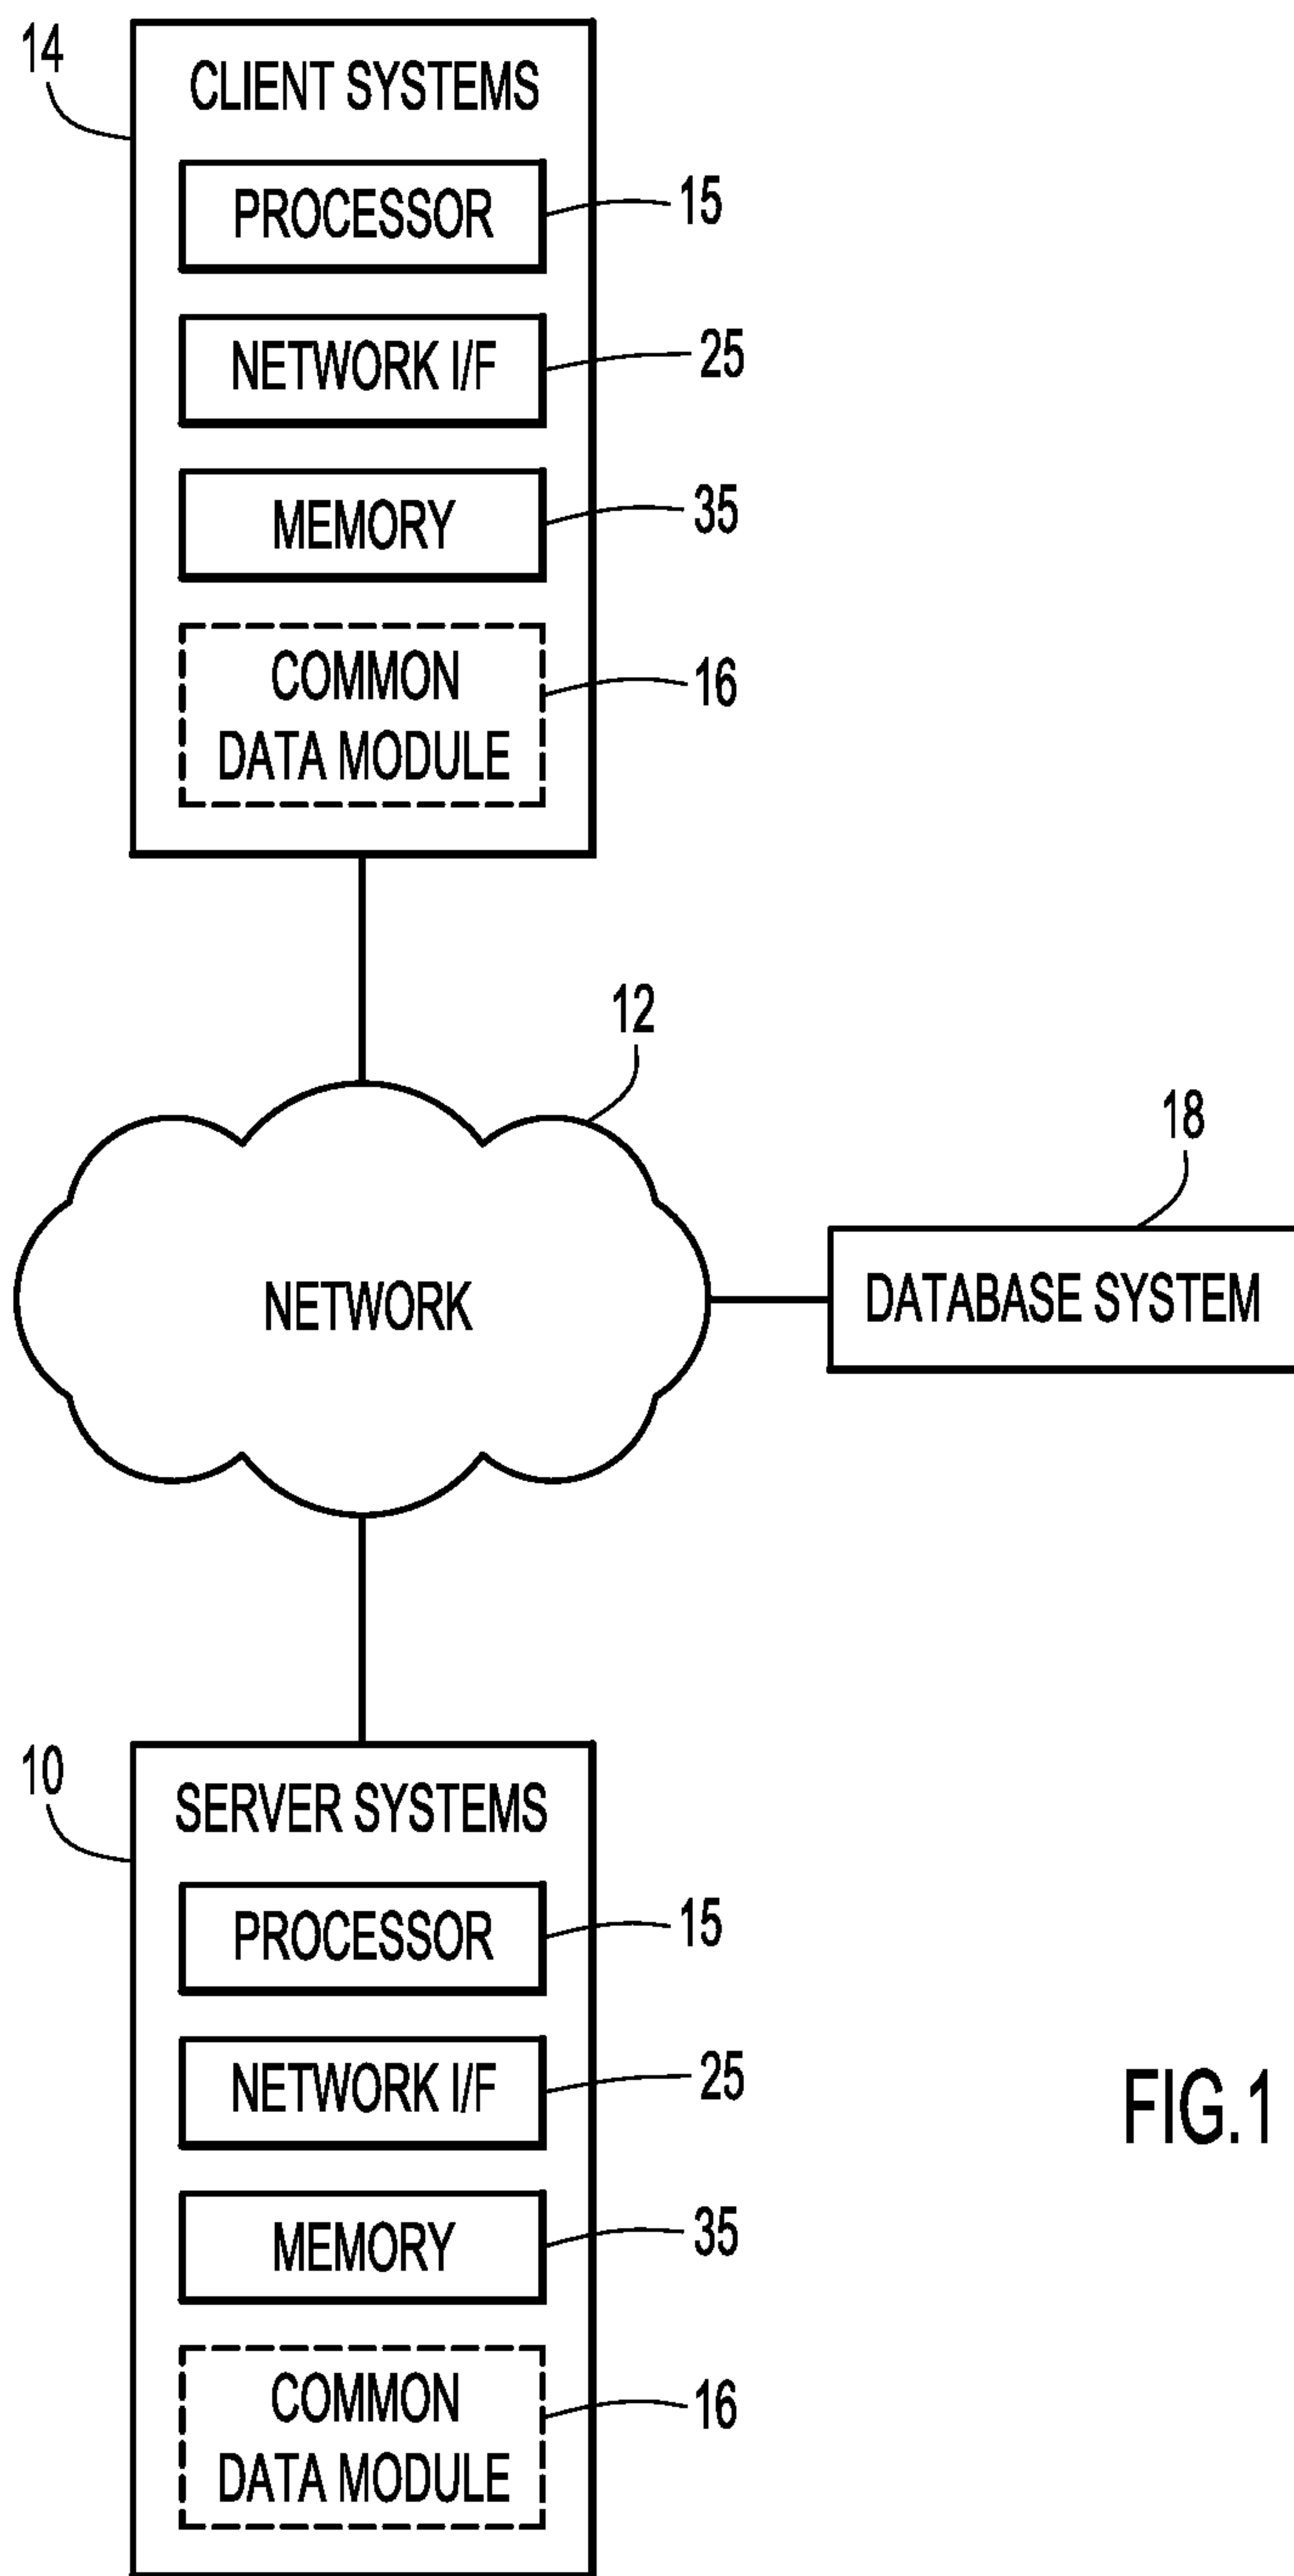 14
CLIENT SYSTEMS
PROCESSOR
15
NETWORK I/F
25
MEMORY
35
COMMON
DATA MODULE
16
12
NETWORK
18
DATABASE SYSTEM
10
SERVER SYSTEMS
PROCESSOR
15
NETWORK I/F
25
MEMORY
35
COMMON
DATA MODULE
16
FIG.1